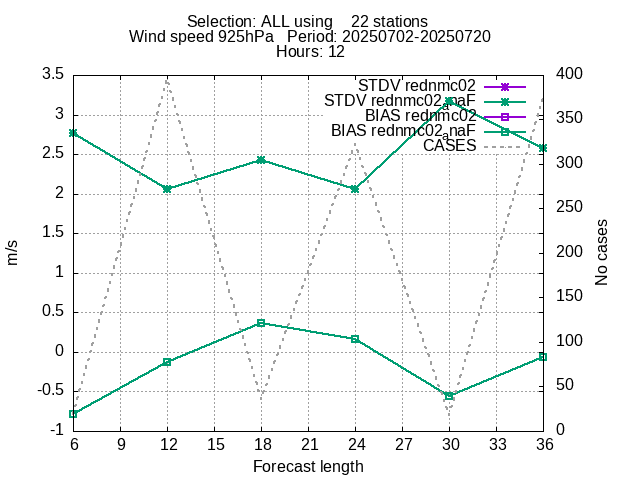 Selection: ALL using    22 stations
Wind speed 925hPa   Period: 20250702-20250720
Hours: 12
STDV rednmc02
STDV rednmc02_anaF
BIAS rednmc02
BIAS rednmc02_anaF
CASES
3.5
3
2.5
2
1.5
1
0.5
0
-0.5
-1
m/s
400
350
300
250
200
150
100
50
0
No cases
6 9 12 15 18 21 24 27 30 33 36
Forecast length